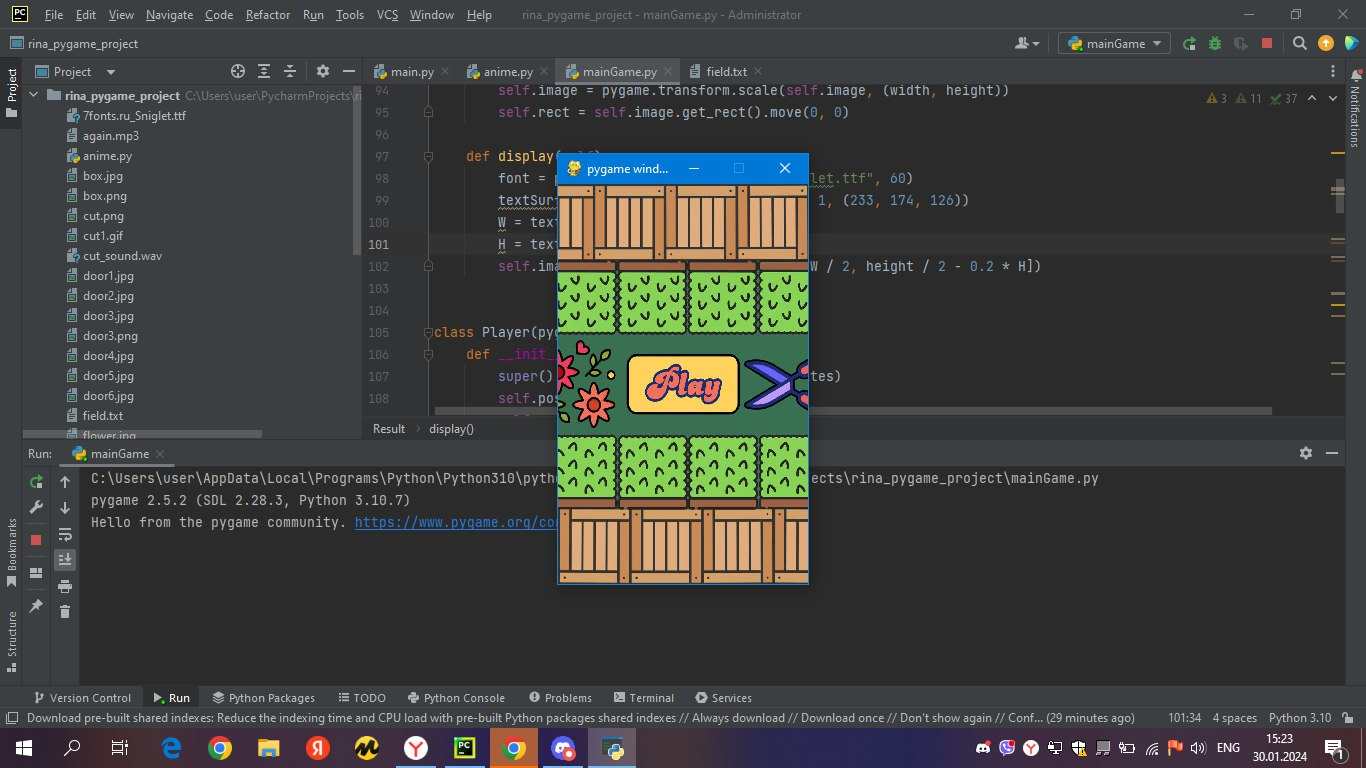 File Edit View Navigate Code Refactor Run Tools VCS Window Help rina_pygame_project - mainGame.py - Administrator
rina_pygame_project mainGame
Project main.py anime.py mainGame.py field.txt
Project
Notifications
Bookmarks
Structure
rina_pygame_project C:\Users\user\PycharmProjects\ri
7fonts.ru_Sniglet.ttf
again.mp3
anime.py
box.jpg
box.png
cut.png
cut1.gif
cut_sound.wav
door1.jpg
door2.jpg
door3.jpg
door3.png
door4.jpg
door5.jpg
door6.jpg
field.txt
flower.jpg
3 11 37
94 self.image = pygame.transform.scale(self.image, (width, height))
95 self.rect = self.image.get_rect().move(0, 0)
96
97 def display(
98 font = p let.ttf", 60)
99 textSur 1, (233, 174, 126))
100 W = text
101 H = text
102 self.ima W / 2, height / 2 - 0.2 * H])
103
104
105 class Player(pyg
106 def __init_
107 super() tes)
108 self.pos
Result display()
pygame wind...
Play
Run: mainGame
C:\Users\user\AppData\Local\Programs\Python\Python310\pyth ects\rina_pygame_project\mainGame.py
pygame 2.5.2 (SDL 2.28.3, Python 3.10.7)
Hello from the pygame community. https://www.pygame.org/co
Version Control Run Python Packages TODO Python Console Problems Terminal Services
Download pre-built shared indexes: Reduce the indexing time and CPU load with pre-built Python packages shared indexes // Always download // Download once // Don't show again // Conf... (29 minutes ago) 101:34 4 spaces Python 3.10
ENG 15:23
30.01.2024
1